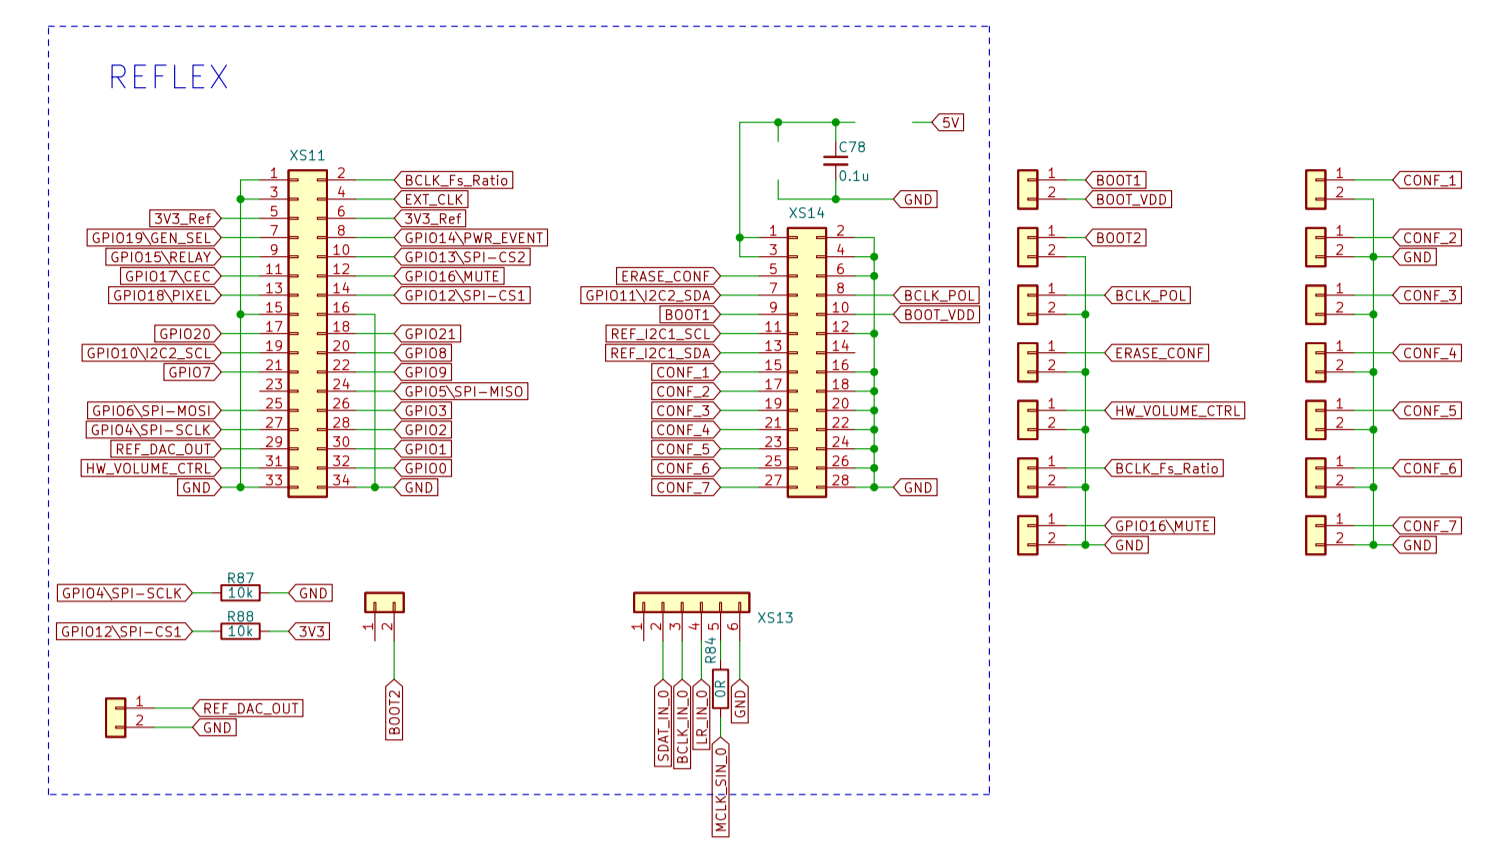 REFLEX
5V
C78
0.1u
GND
XS11
1 2 BCLK_Fs_Ratio
3 4 EXT_CLK
3V3_Ref 5 6 3V3_Ref
GPIO19\GEN_SEL 7 8 GPIO14\PWR_EVENT
GPIO15\RELAY 9 10 GPIO13\SPI-CS2
GPIO17\CEC 11 12 GPIO16\MUTE
GPIO18\PIXEL 13 14 GPIO12\SPI-CS1
15 16
GPIO20 17 18 GPIO21
GPIO10\I2C2_SCL 19 20 GPIO8
GPIO7 21 22 GPIO9
23 24 GPIO5\SPI-MISO
GPIO6\SPI-MOSI 25 26 GPIO3
GPIO4\SPI-SCLK 27 28 GPIO2
REF_DAC_OUT 29 30 GPIO1
HW_VOLUME_CTRL 31 32 GPIO0
GND 33 34 GND
XS14
1 2
3 4
ERASE_CONF 5 6
GPIO11\I2C2_SDA 7 8 BCLK_POL
BOOT1 9 10 BOOT_VDD
REF_I2C1_SCL 11 12
REF_I2C1_SDA 13 14
CONF_1 15 16
CONF_2 17 18
CONF_3 19 20
CONF_4 21 22
CONF_5 23 24
CONF_6 25 26
CONF_7 27 28 GND
1 BOOT1
2 BOOT_VDD
1 BOOT2
2
1 BCLK_POL
2
1 ERASE_CONF
2
1 HW_VOLUME_CTRL
2
1 BCLK_Fs_Ratio
2
1 GPIO16\MUTE
2 GND
1 CONF_1
2
1 CONF_2
2 GND
1 CONF_3
2
1 CONF_4
2
1 CONF_5
2
1 CONF_6
2
1 CONF_7
2 GND
R87
GPIO4\SPI-SCLK 10k GND
R88
GPIO12\SPI-CS1 10k 3V3
1 REF_DAC_OUT
2 GND
1
2
BOOT2
XS13
1
2
3
4
5
6
R84
0R
SDAT_IN_0
BCLK_IN_0
LR_IN_0
MCLK_SIN_0
GND